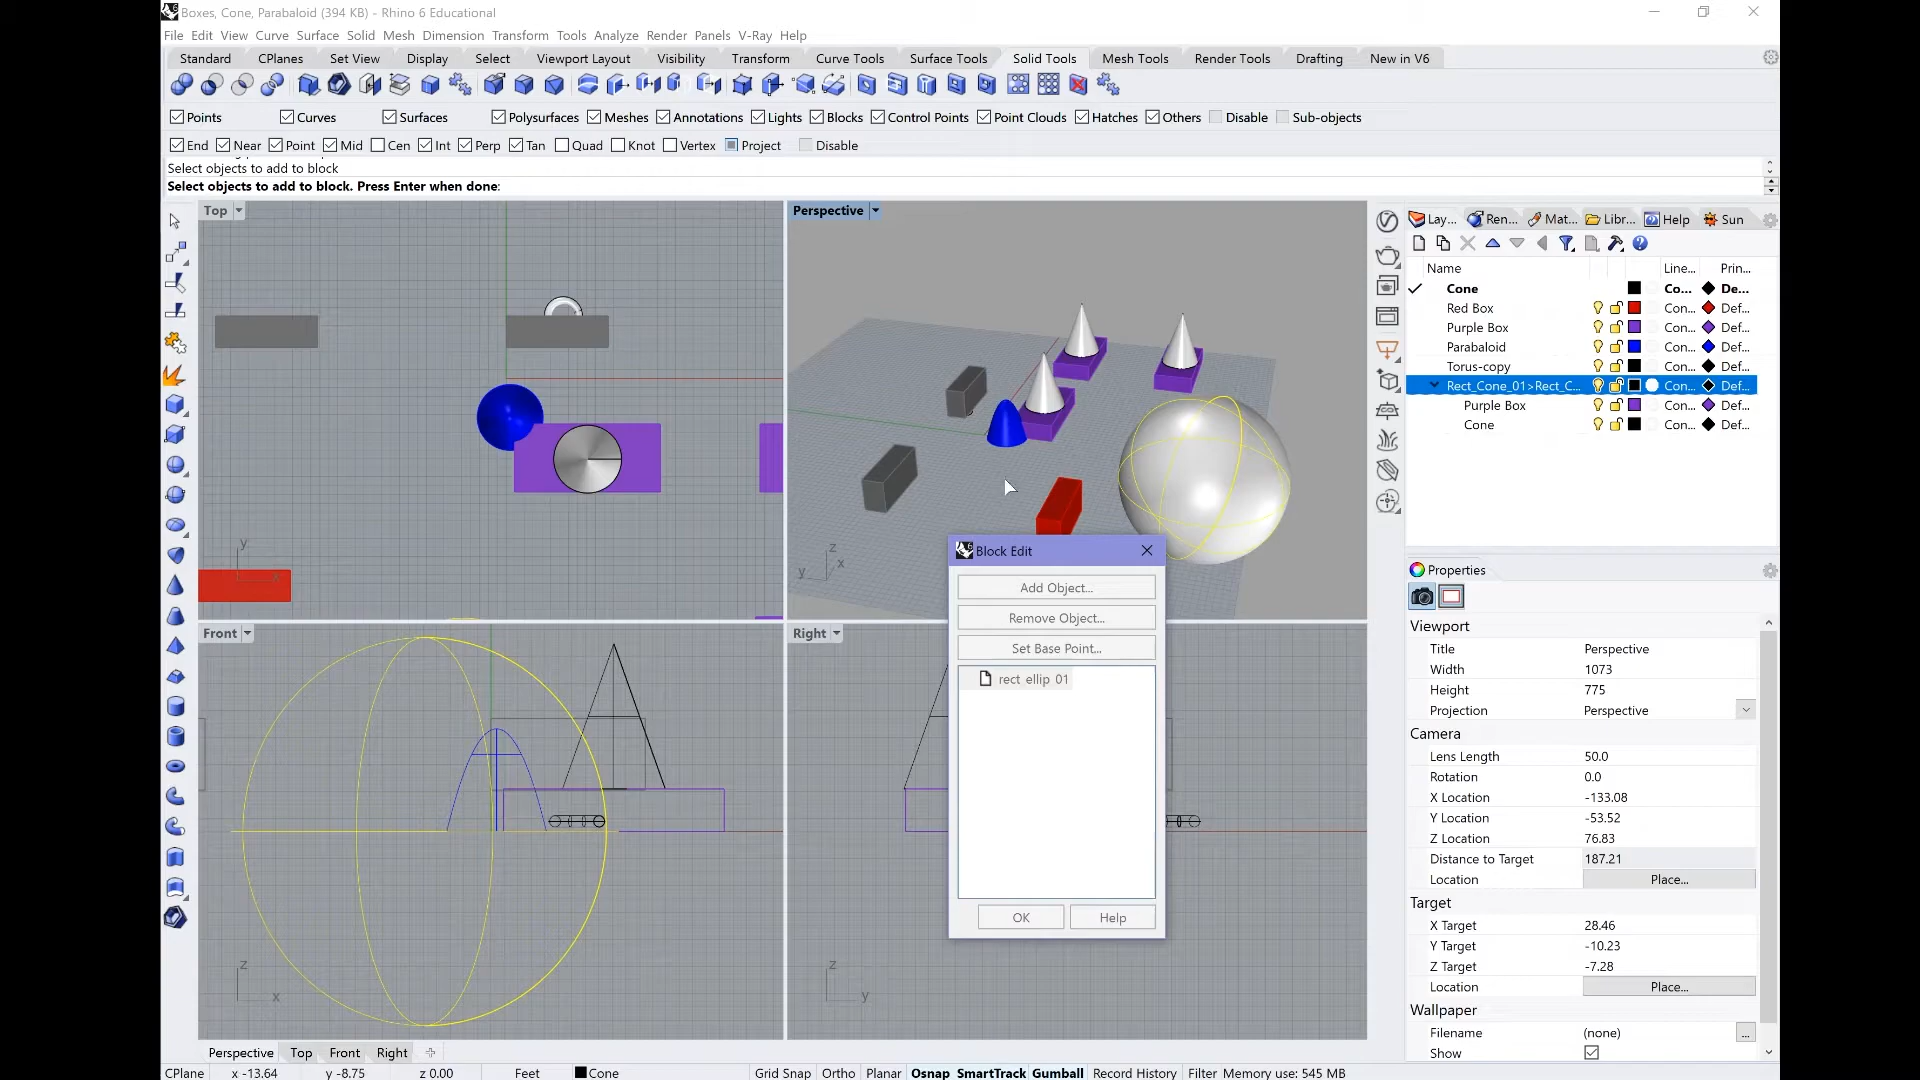 Boxes, Cone, Parabaloid (394 KB) - Rhino 6 Educational
File Edit View Curve Surface Solid Mesh Dimension Transform Tools Analyze Render Panels V-Ray Help
Standard CPlanes Set View Display Select Viewport Layout Visibility Transform Curve Tools Surface Tools Solid Tools Mesh Tools Render Tools Drafting New in V6
Points Curves Surfaces Polysurfaces Meshes Annotations Lights Blocks Control Points Point Clouds Hatches Others Disable Sub-objects
End Near Point Mid Cen Int Perp Tan Quad Knot Vertex Project Disable
Select objects to add to block
Select objects to add to block. Press Enter when done:
Top
Perspective
Front
Right
y
z
x
y
z
x
z
y
Block Edit
Add Object...
Remove Object...
Set Base Point...
rect ellip 01
OK Help
Lay... Ren... Mat... Libr... Help Sun
Name Line... Prin...
Cone Co... De...
Red Box Con... Def...
Purple Box Con... Def...
Parabaloid Con... Def...
Torus-copy Con... Def...
Rect_Cone_01>Rect_C... Con... Def...
Purple Box Con... Def...
Cone Con... Def...
Properties
Viewport
Title Perspective
Width 1073
Height 775
Projection Perspective
Camera
Lens Length 50.0
Rotation 0.0
X Location -133.08
Y Location -53.52
Z Location 76.83
Distance to Target 187.21
Location Place...
Target
X Target 28.46
Y Target -10.23
Z Target -7.28
Location Place...
Wallpaper
Filename (none) ...
Show
Perspective Top Front Right
CPlane x -13.64 y -8.75 z 0.00 Feet Cone Grid Snap Ortho Planar Osnap SmartTrack Gumball Record History Filter Memory use: 545 MB